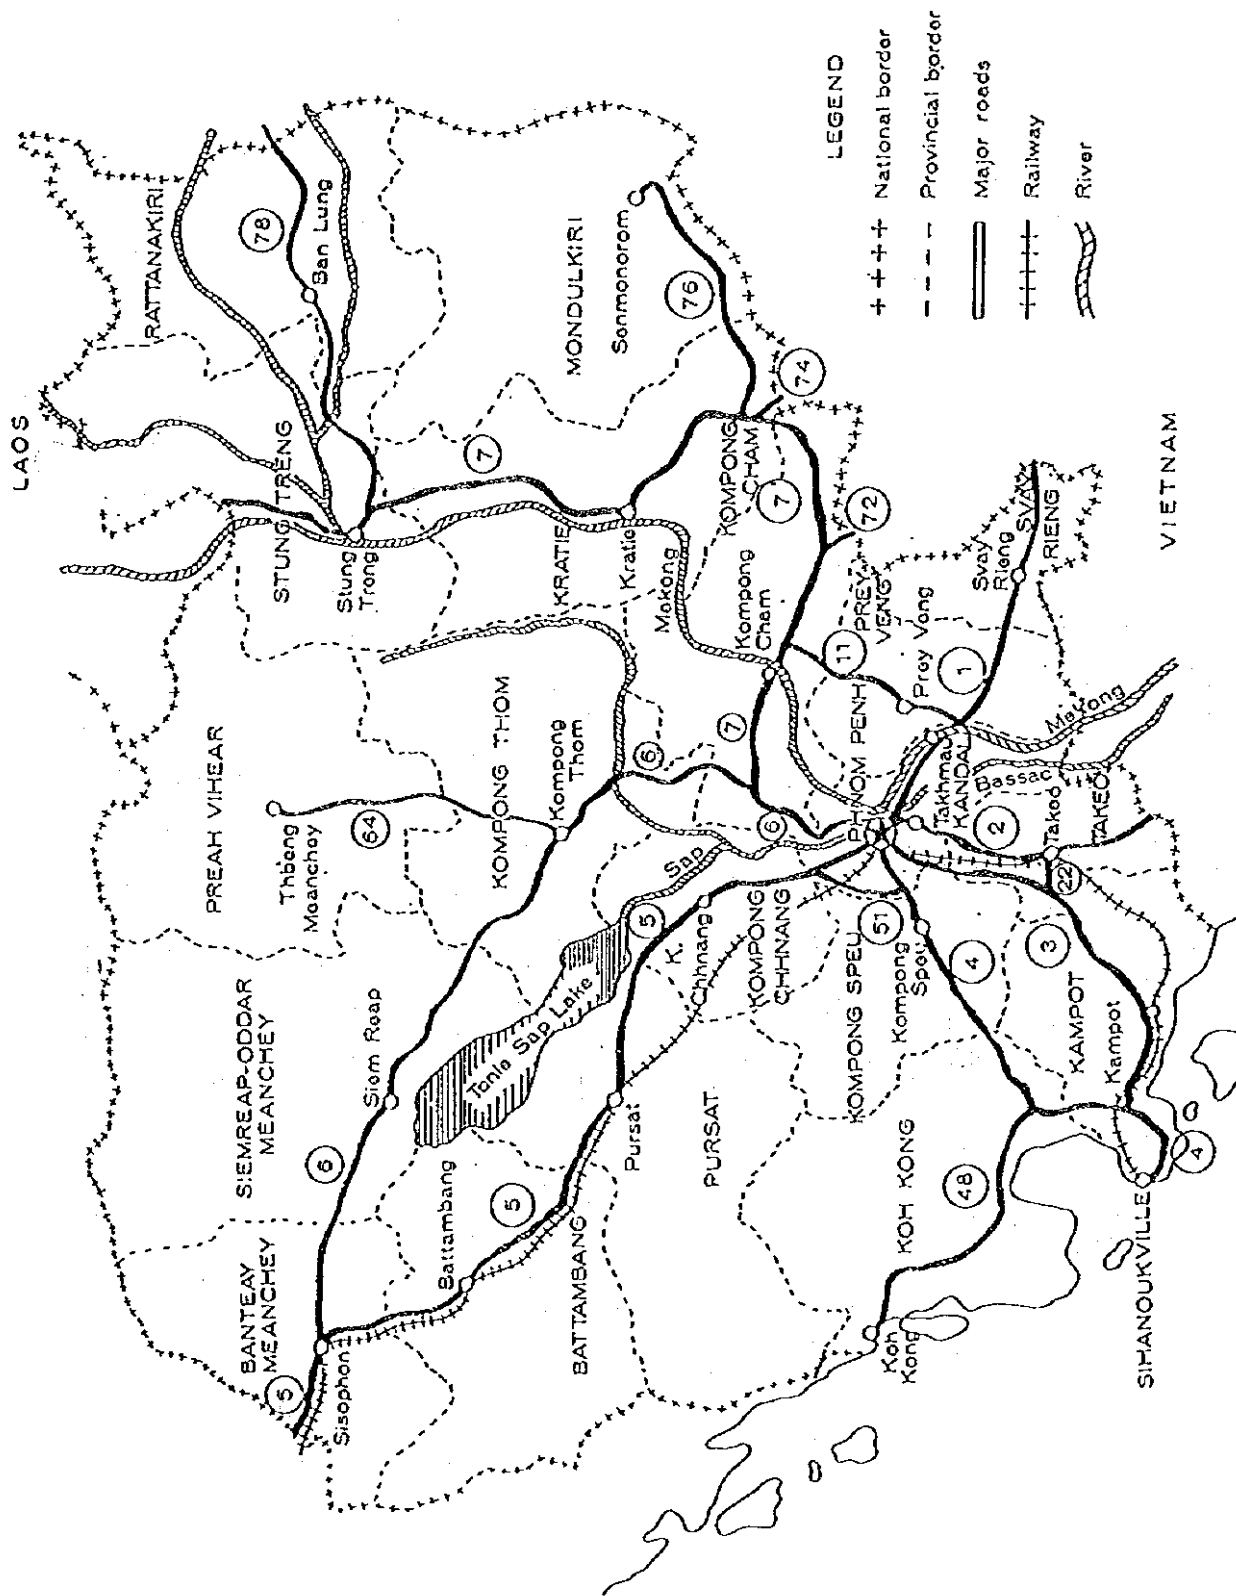 LAOS
RATTANAKIRI
78
Ban Lung
STUNG TRENG
Stung
Treng
PREAH VIHEAR
Thbeng
Meanchey
64
SIEMREAP-ODDAR
MEANCHEY
Siem Reap
6
BANTEAY
MEANCHEY
5
Sisophon
Battambang
5
BATTAMBANG
Tonle Sap Lake
KOMPONG THOM
Kompong
Thom
6
7
KRATIE
Kratie
Mekong
MONDULKIRI
Senmonorom
76
74
KOMPONG
CHAM
7
Kompong
Cham
7
72
Pursat
PURSAT
5
Sap
K.
Chhnang
KOMPONG
CHHNANG
6
11
PREY
VENG
Prey Veng
PHNOM PENH
KOMPONG SPEU
51
Kompong
Speu
4
Takhmau
KANDAL
1
Svay
Rieng
SVAY
RIENG
Mekong
Bassac
2
Takeo
TAKEO
22
3
KAMPOT
Kampot
KOH KONG
48
Koh
Kong
4
SIHANOUKVILLE
VIETNAM
LEGEND
National border
Provincial border
Major roads
Railway
River